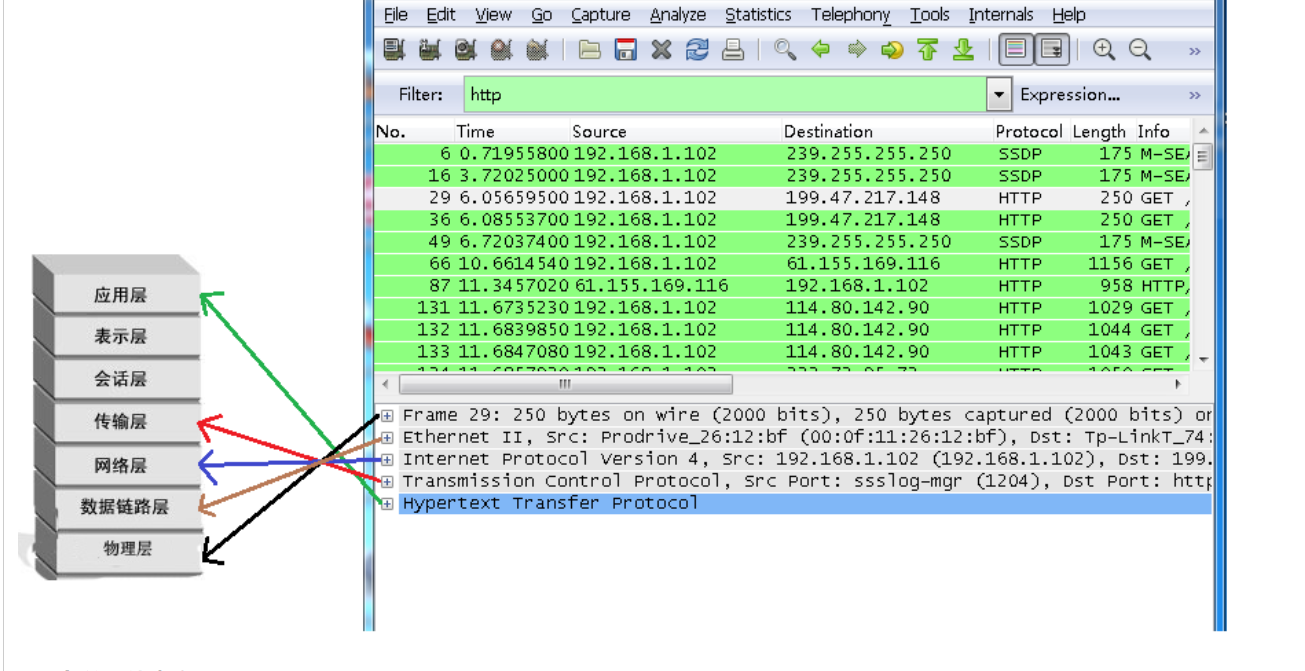 File Edit View Go Capture Analyze Statistics Telephony Tools Internals Help
Filter: http Expression...
No. Time Source Destination Protocol Length Info
6 0.71955800 192.168.1.102 239.255.255.250 SSDP 175 M-SEA
16 3.72025000 192.168.1.102 239.255.255.250 SSDP 175 M-SEA
29 6.05659500 192.168.1.102 199.47.217.148 HTTP 250 GET /
36 6.08553700 192.168.1.102 199.47.217.148 HTTP 250 GET /
49 6.72037400 192.168.1.102 239.255.255.250 SSDP 175 M-SEA
66 10.6614540 192.168.1.102 61.155.169.116 HTTP 1156 GET /
87 11.3457020 61.155.169.116 192.168.1.102 HTTP 958 HTTP/
131 11.6735230 192.168.1.102 114.80.142.90 HTTP 1029 GET /
132 11.6839850 192.168.1.102 114.80.142.90 HTTP 1044 GET /
133 11.6847080 192.168.1.102 114.80.142.90 HTTP 1043 GET /
应用层
表示层
会话层
传输层
网络层
数据链路层
物理层
Frame 29: 250 bytes on wire (2000 bits), 250 bytes captured (2000 bits) or
Ethernet II, Src: Prodrive_26:12:bf (00:0f:11:26:12:bf), Dst: Tp-LinkT_74:
Internet Protocol Version 4, Src: 192.168.1.102 (192.168.1.102), Dst: 199.
Transmission Control Protocol, Src Port: ssslog-mgr (1204), Dst Port: http
Hypertext Transfer Protocol